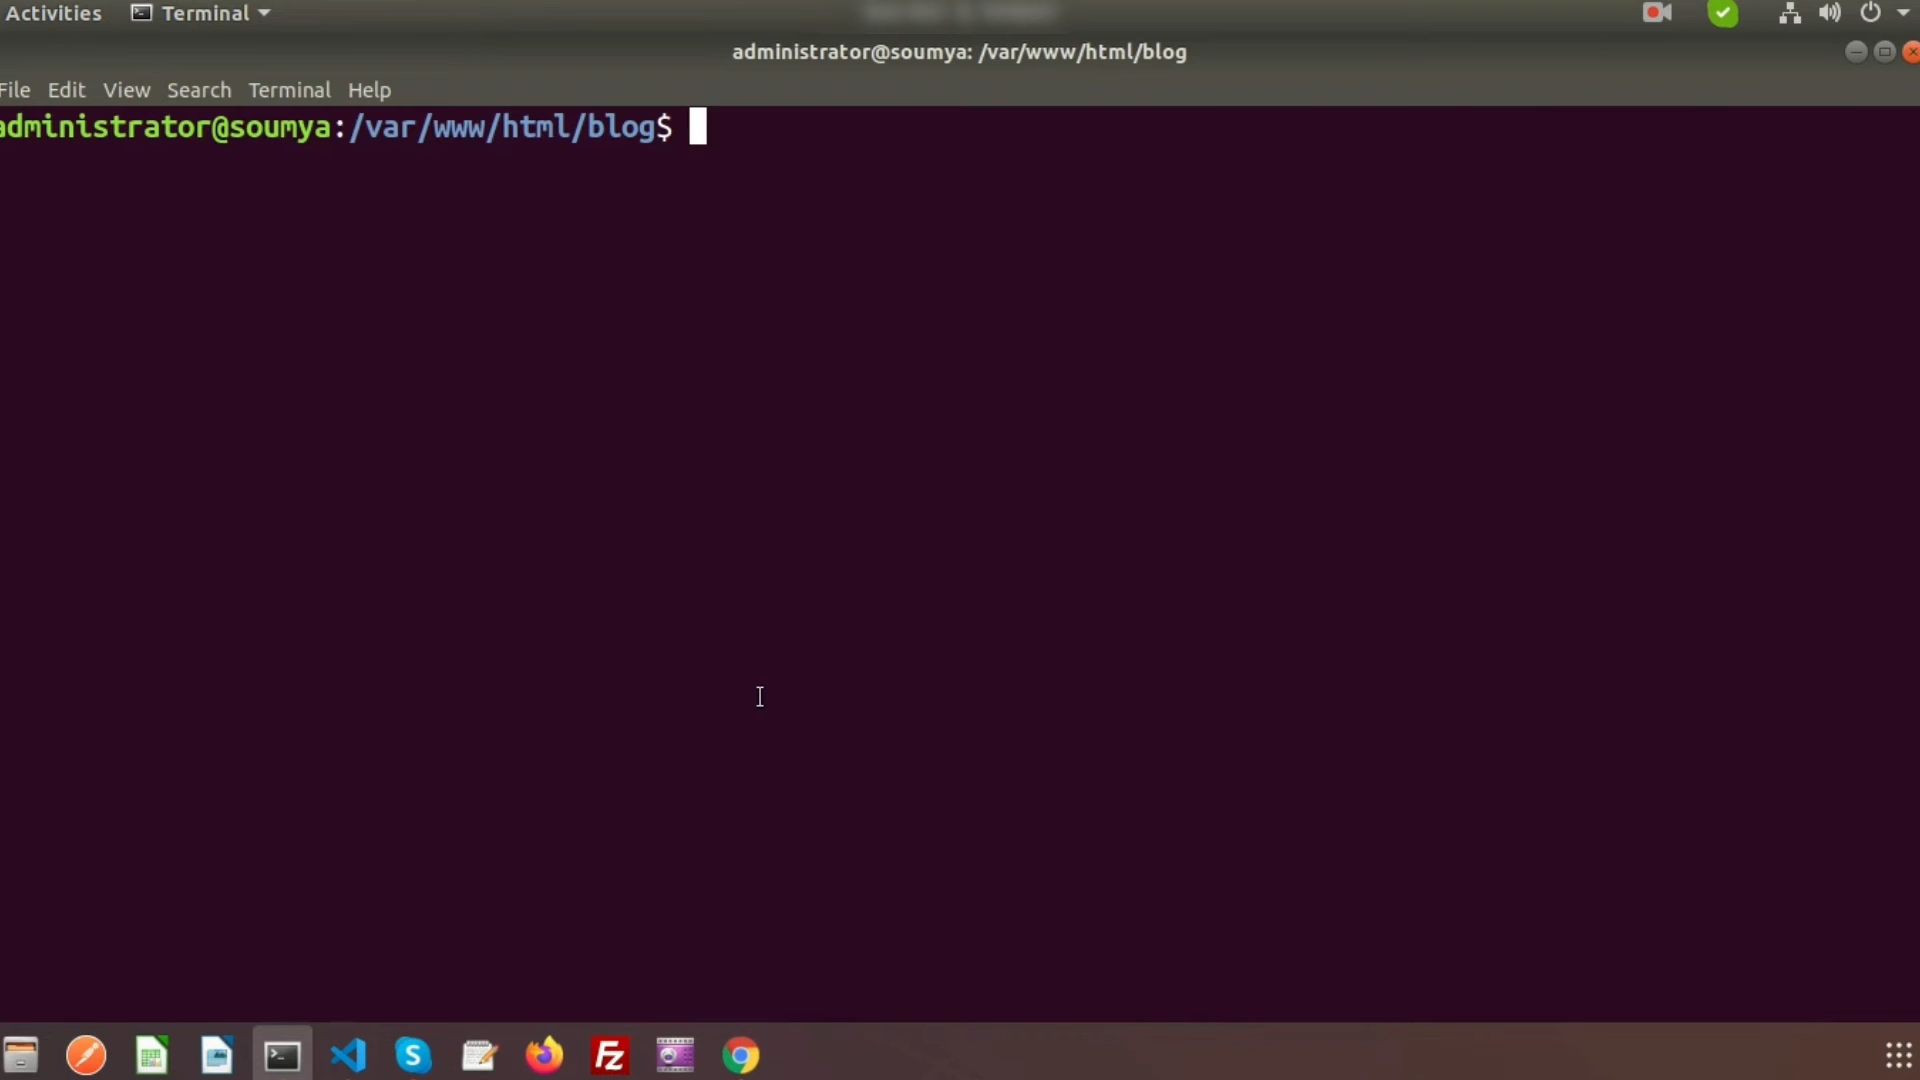 Activities Terminal
administrator@soumya: /var/www/html/blog
File Edit View Search Terminal Help
administrator@soumya:/var/www/html/blog$